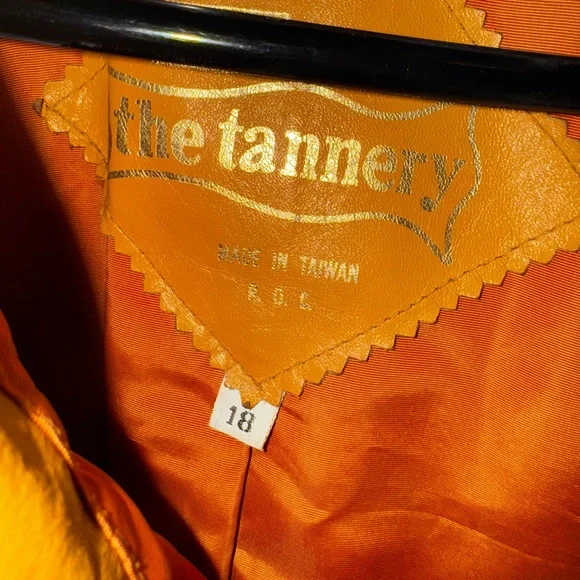 the tannery
MADE IN TAIWAN
R. O. C.
18